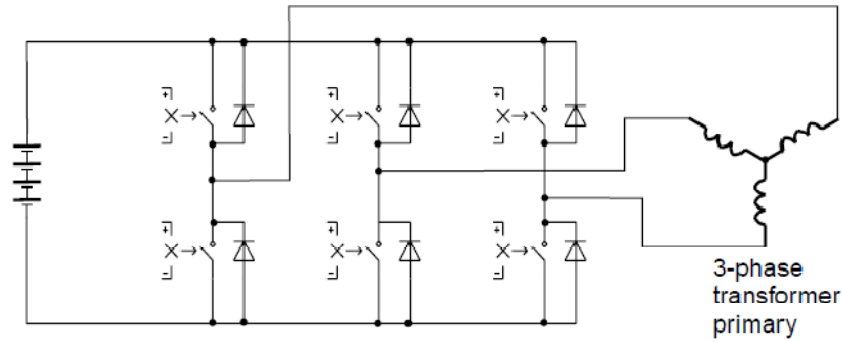 +
X
-
+
X
-
+
X
-
+
X
-
+
X
-
+
X
-
3-phase
transformer
primary